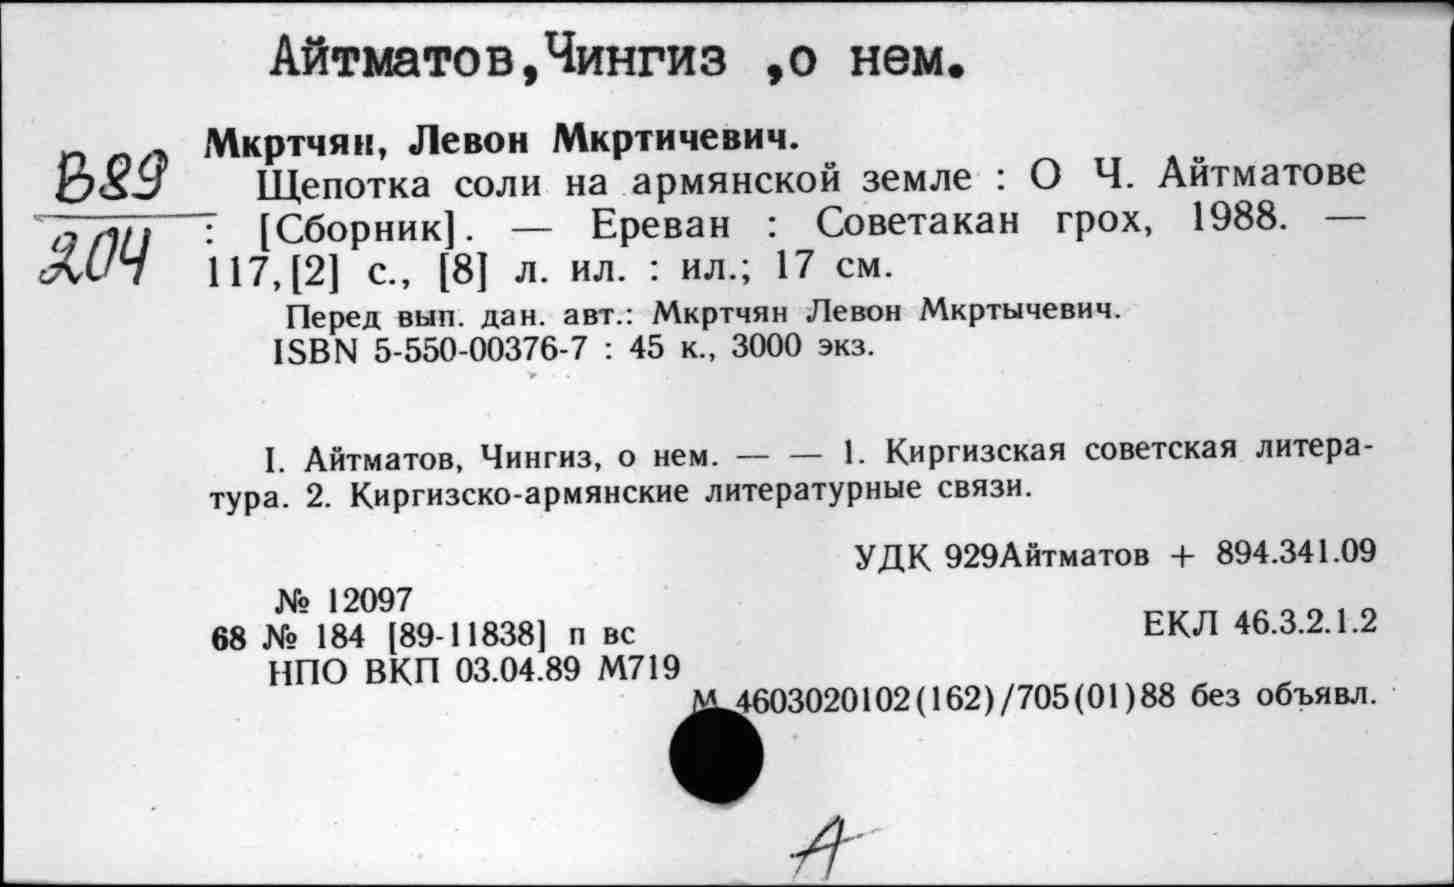 Айтматов,Чингиз ,о нем.
Мкртчян, Левон Мкртичевич.
В89
204
Щепотка соли на армянской земле : О Ч. Айтматове
: [Сборник]. — Ереван : Советакан грох, 1988. —
117,[2] с., [8] л. ил. : ил.; 17 см.
Перед вып. дан. авт.: Мкртчян Левон Мкртычевич.
ISBN 5-550-00376-7 : 45 к., 3000 экз.
I. Айтматов, Чингиз, о нем. — — 1. Киргизская советская литера-
тура. 2. Киргизско-армянские литературные связи.
УДК 929Айтматов + 894.341.09
№ 12097
68 № 184 [89-11838] п вс
ЕКЛ 46.3.2.1.2
НПО ВКП 03.04.89 М719
М 4603020102(162)/705(01)88 без объявл.
А